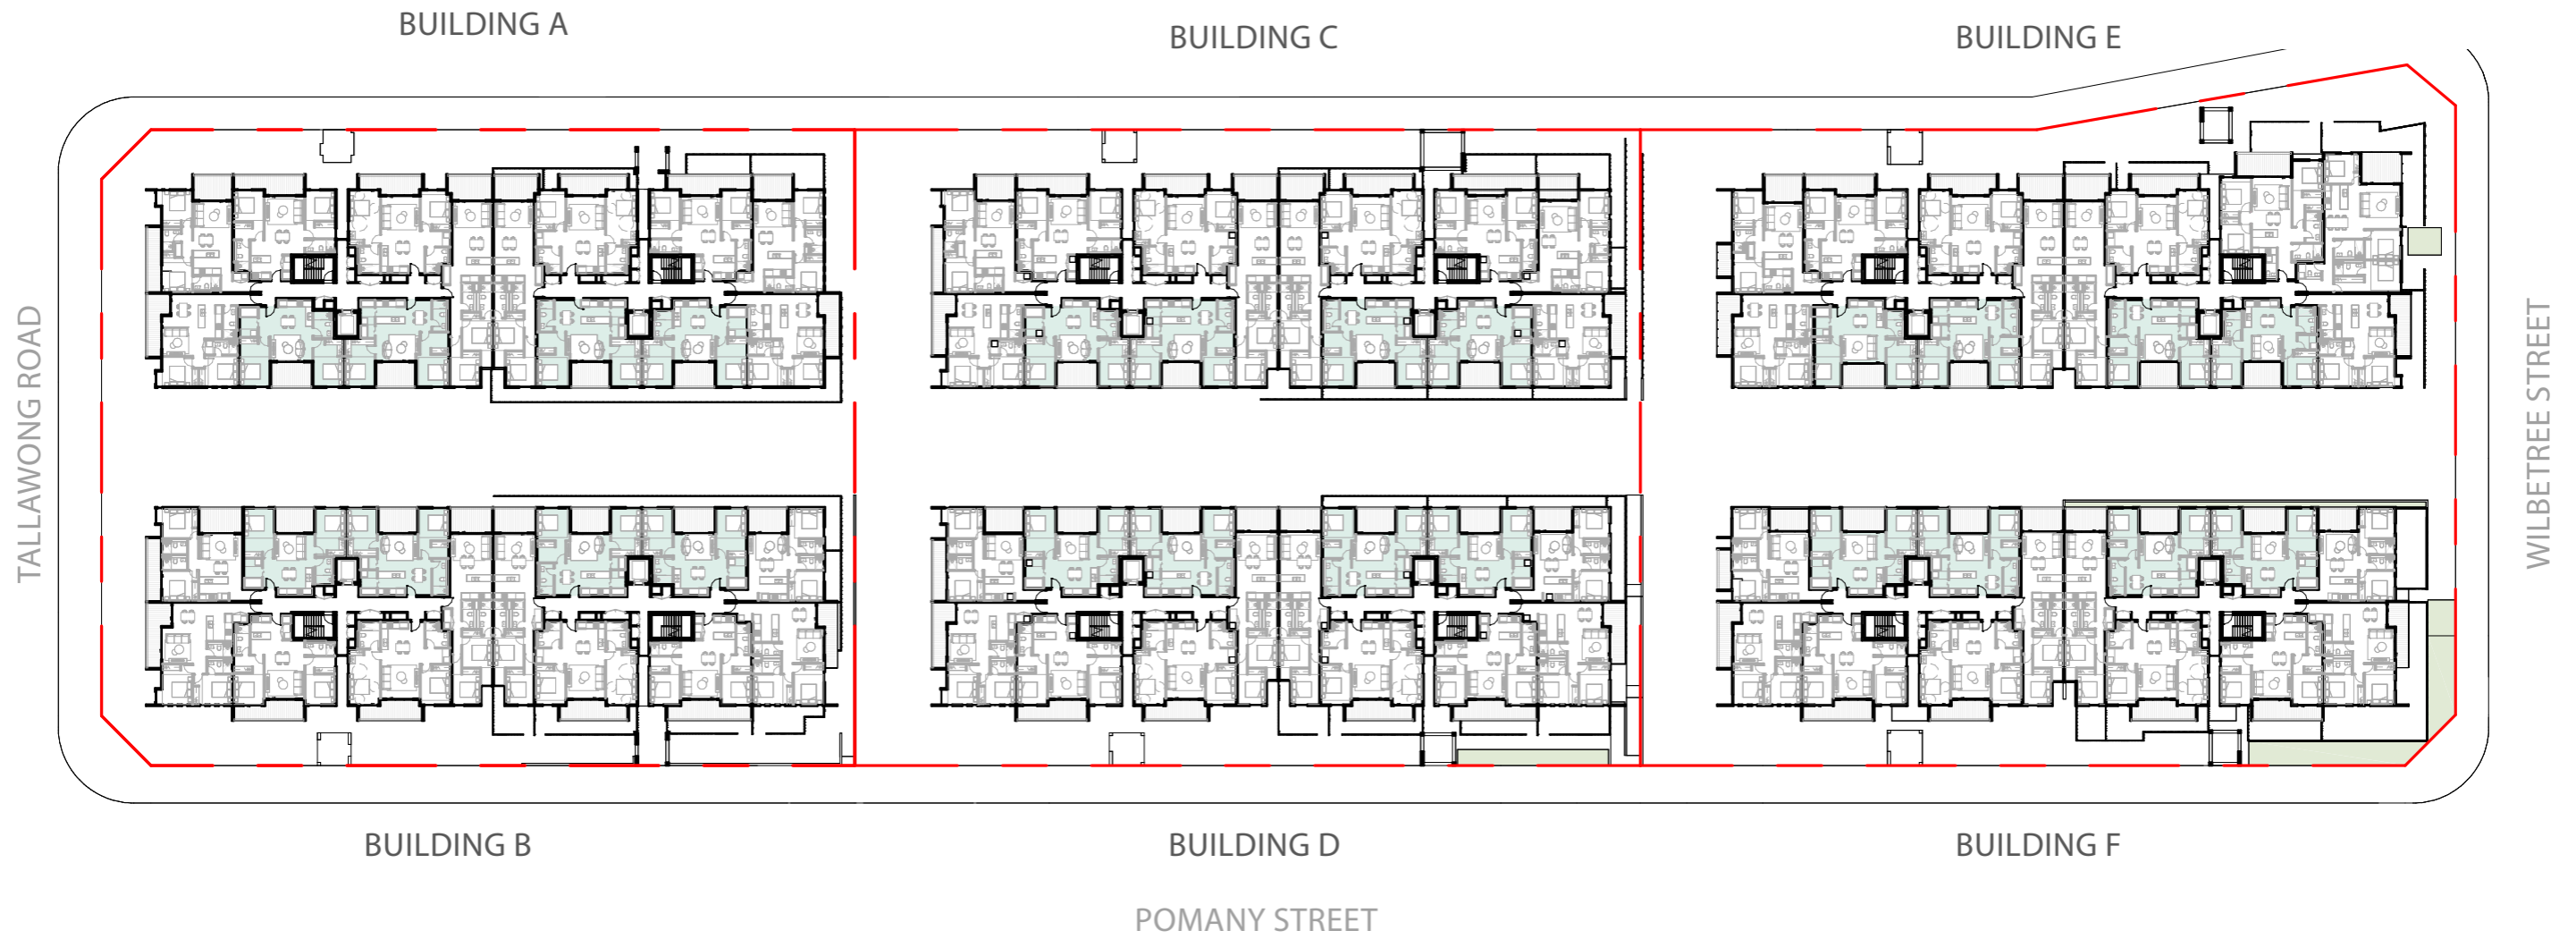 BUILDING A
BUILDING C
BUILDING E
TALLAWONG ROAD
WILBETREE STREET
BUILDING B
BUILDING D
BUILDING F
POMANY STREET